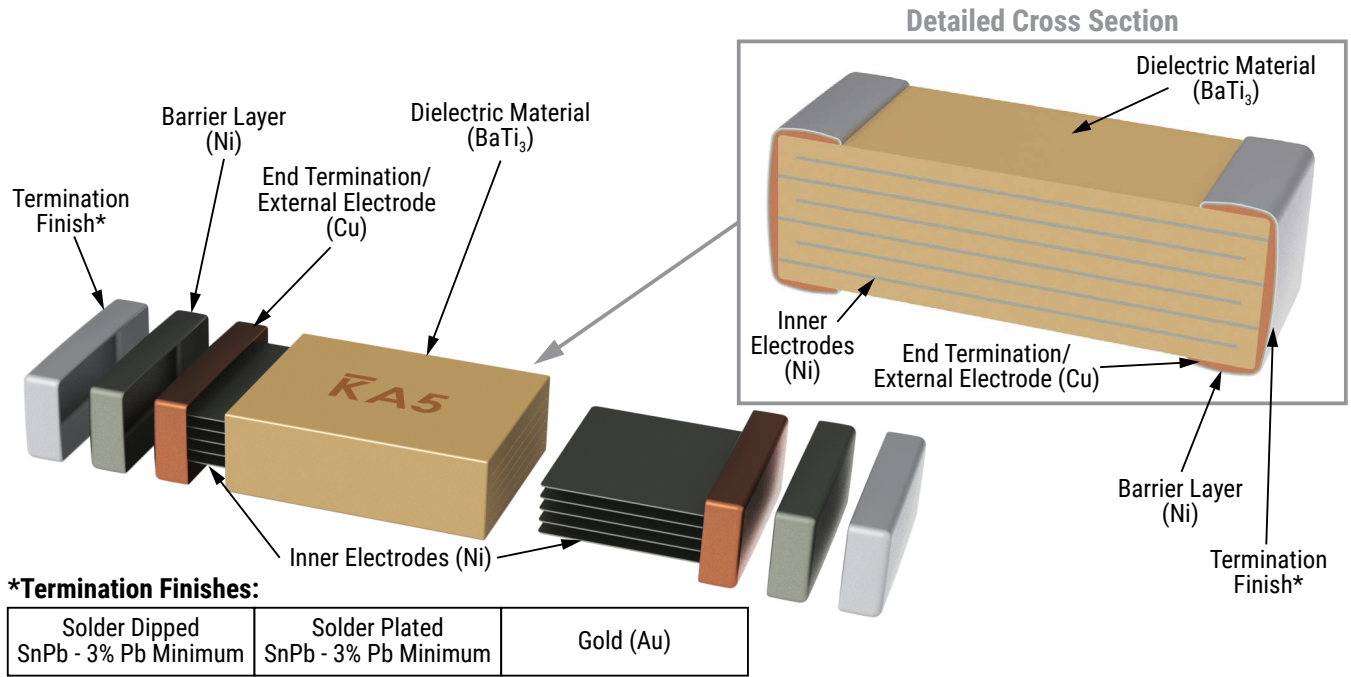 Detailed Cross Section
Dielectric Material
(BaTi₃)
Barrier Layer
(Ni)
Dielectric Material
(BaTi₃)
End Termination/
External Electrode
(Cu)
Termination
Finish*
K̅A5
Inner
Electrodes
(Ni)
End Termination/
External Electrode (Cu)
Barrier Layer
(Ni)
Termination
Finish*
Inner Electrodes (Ni)
*Termination Finishes:
Solder Dipped
SnPb - 3% Pb Minimum
Solder Plated
SnPb - 3% Pb Minimum
Gold (Au)